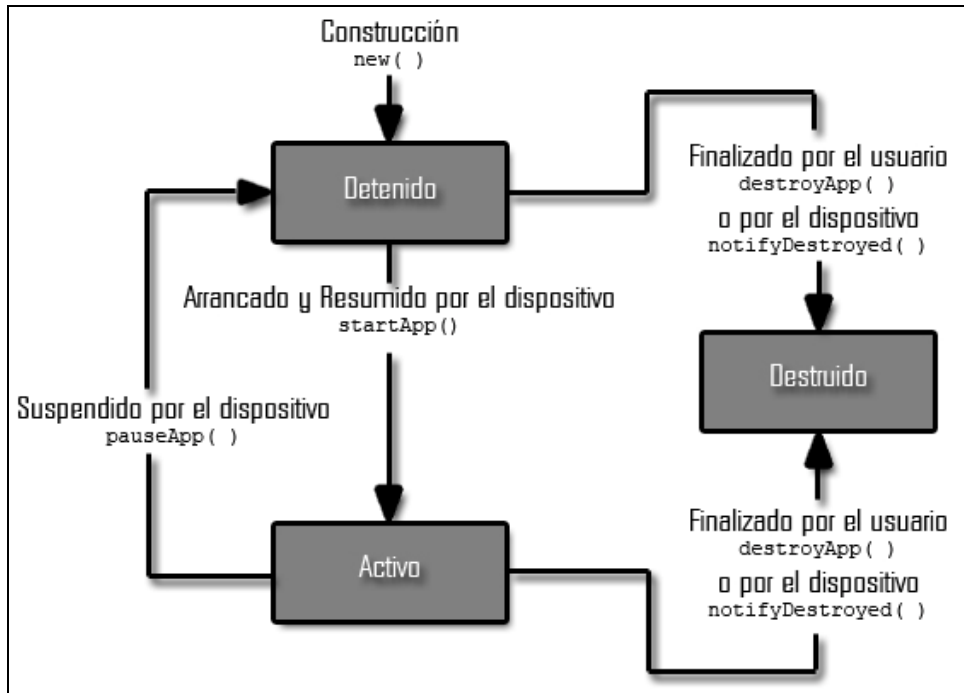 Construcción
new( )
Detenido
Finalizado por el usuario
destroyApp( )
o por el dispositivo
notifyDestroyed( )
Arrancado y Resumido por el dispositivo
startApp()
Destruido
Suspendido por el dispositivo
pauseApp( )
Activo
Finalizado por el usuario
destroyApp( )
o por el dispositivo
notifyDestroyed( )